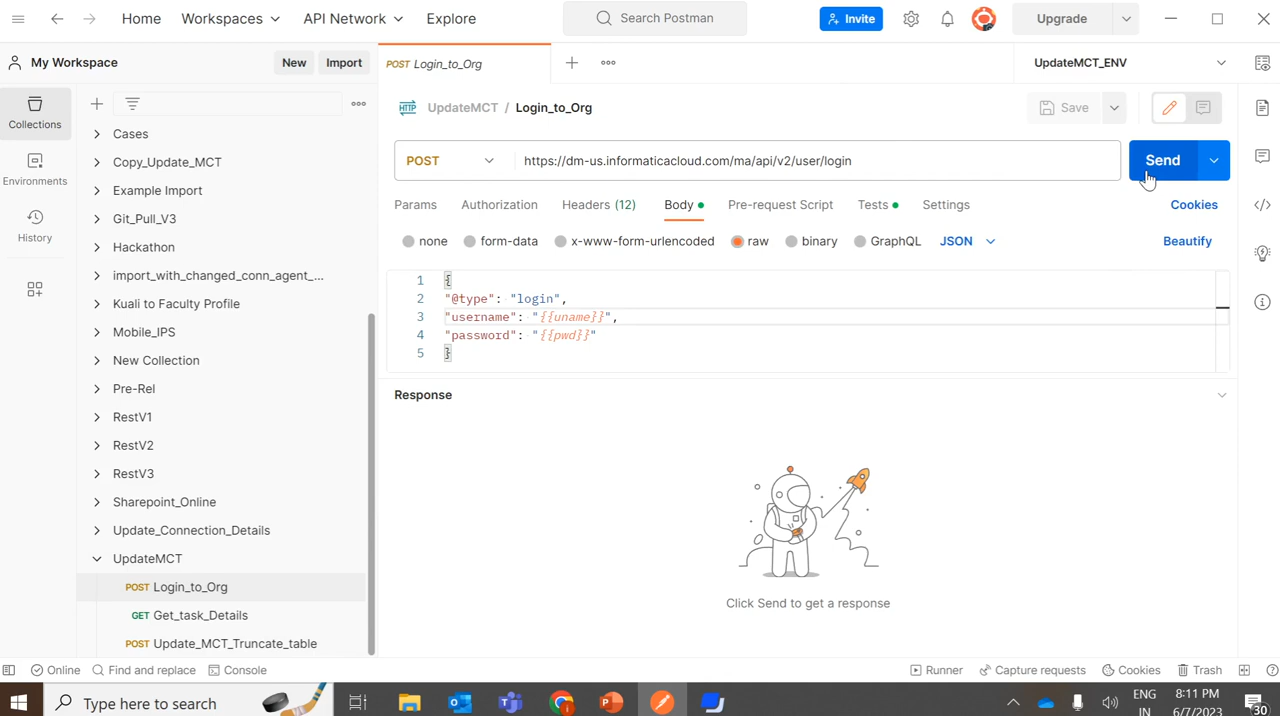 Home
Workspaces
API Network
Explore
Search Postman
Invite
Upgrade
My Workspace
New
Import
POST Login_to_Org
UpdateMCT_ENV
Collections
Environments
History
Cases
Copy_Update_MCT
Example Import
Git_Pull_V3
Hackathon
import_with_changed_conn_agent_...
Kuali to Faculty Profile
Mobile_IPS
New Collection
Pre-Rel
RestV1
RestV2
RestV3
Sharepoint_Online
Update_Connection_Details
UpdateMCT
POST Login_to_Org
GET Get_task_Details
POST Update_MCT_Truncate_table
HTTP UpdateMCT / Login_to_Org
Save
POST
https://dm-us.informaticacloud.com/ma/api/v2/user/login
Send
Params
Authorization
Headers (12)
Body
Pre-request Script
Tests
Settings
Cookies
none
form-data
x-www-form-urlencoded
raw
binary
GraphQL
JSON
Beautify
1 {
2 "@type": "login",
3 "username": "{{uname}}",
4 "password": "{{pwd}}"
5 }
Response
Click Send to get a response
Online
Find and replace
Console
Runner
Capture requests
Cookies
Trash
Type here to search
ENG
IN
8:11 PM
6/7/2023
30